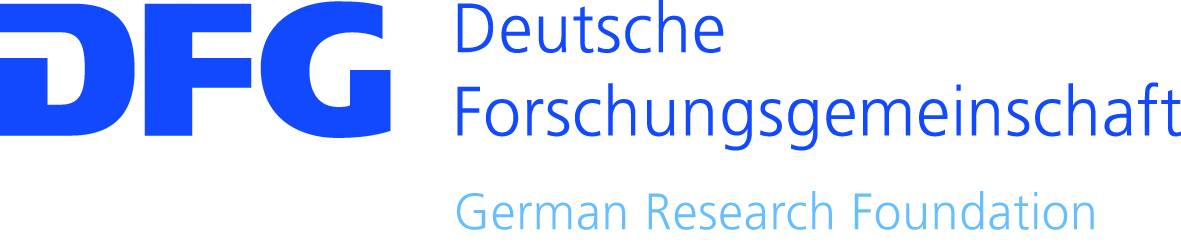 DFG
Deutsche
Forschungsgemeinschaft
German Research Foundation